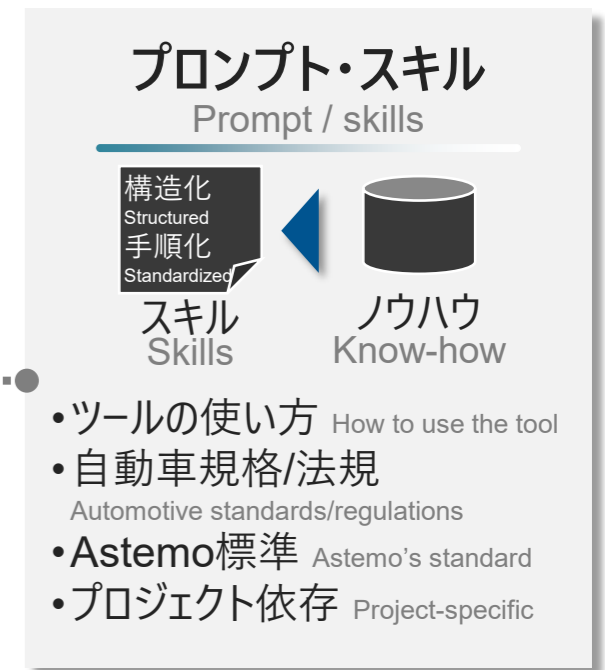 プロンプト・スキル
Prompt / skills
構造化
Structured
手順化
Standardized
スキル
Skills
ノウハウ
Know-how
•ツールの使い方 How to use the tool
•自動車規格/法規
Automotive standards/regulations
•Astemo標準 Astemo's standard
•プロジェクト依存 Project-specific